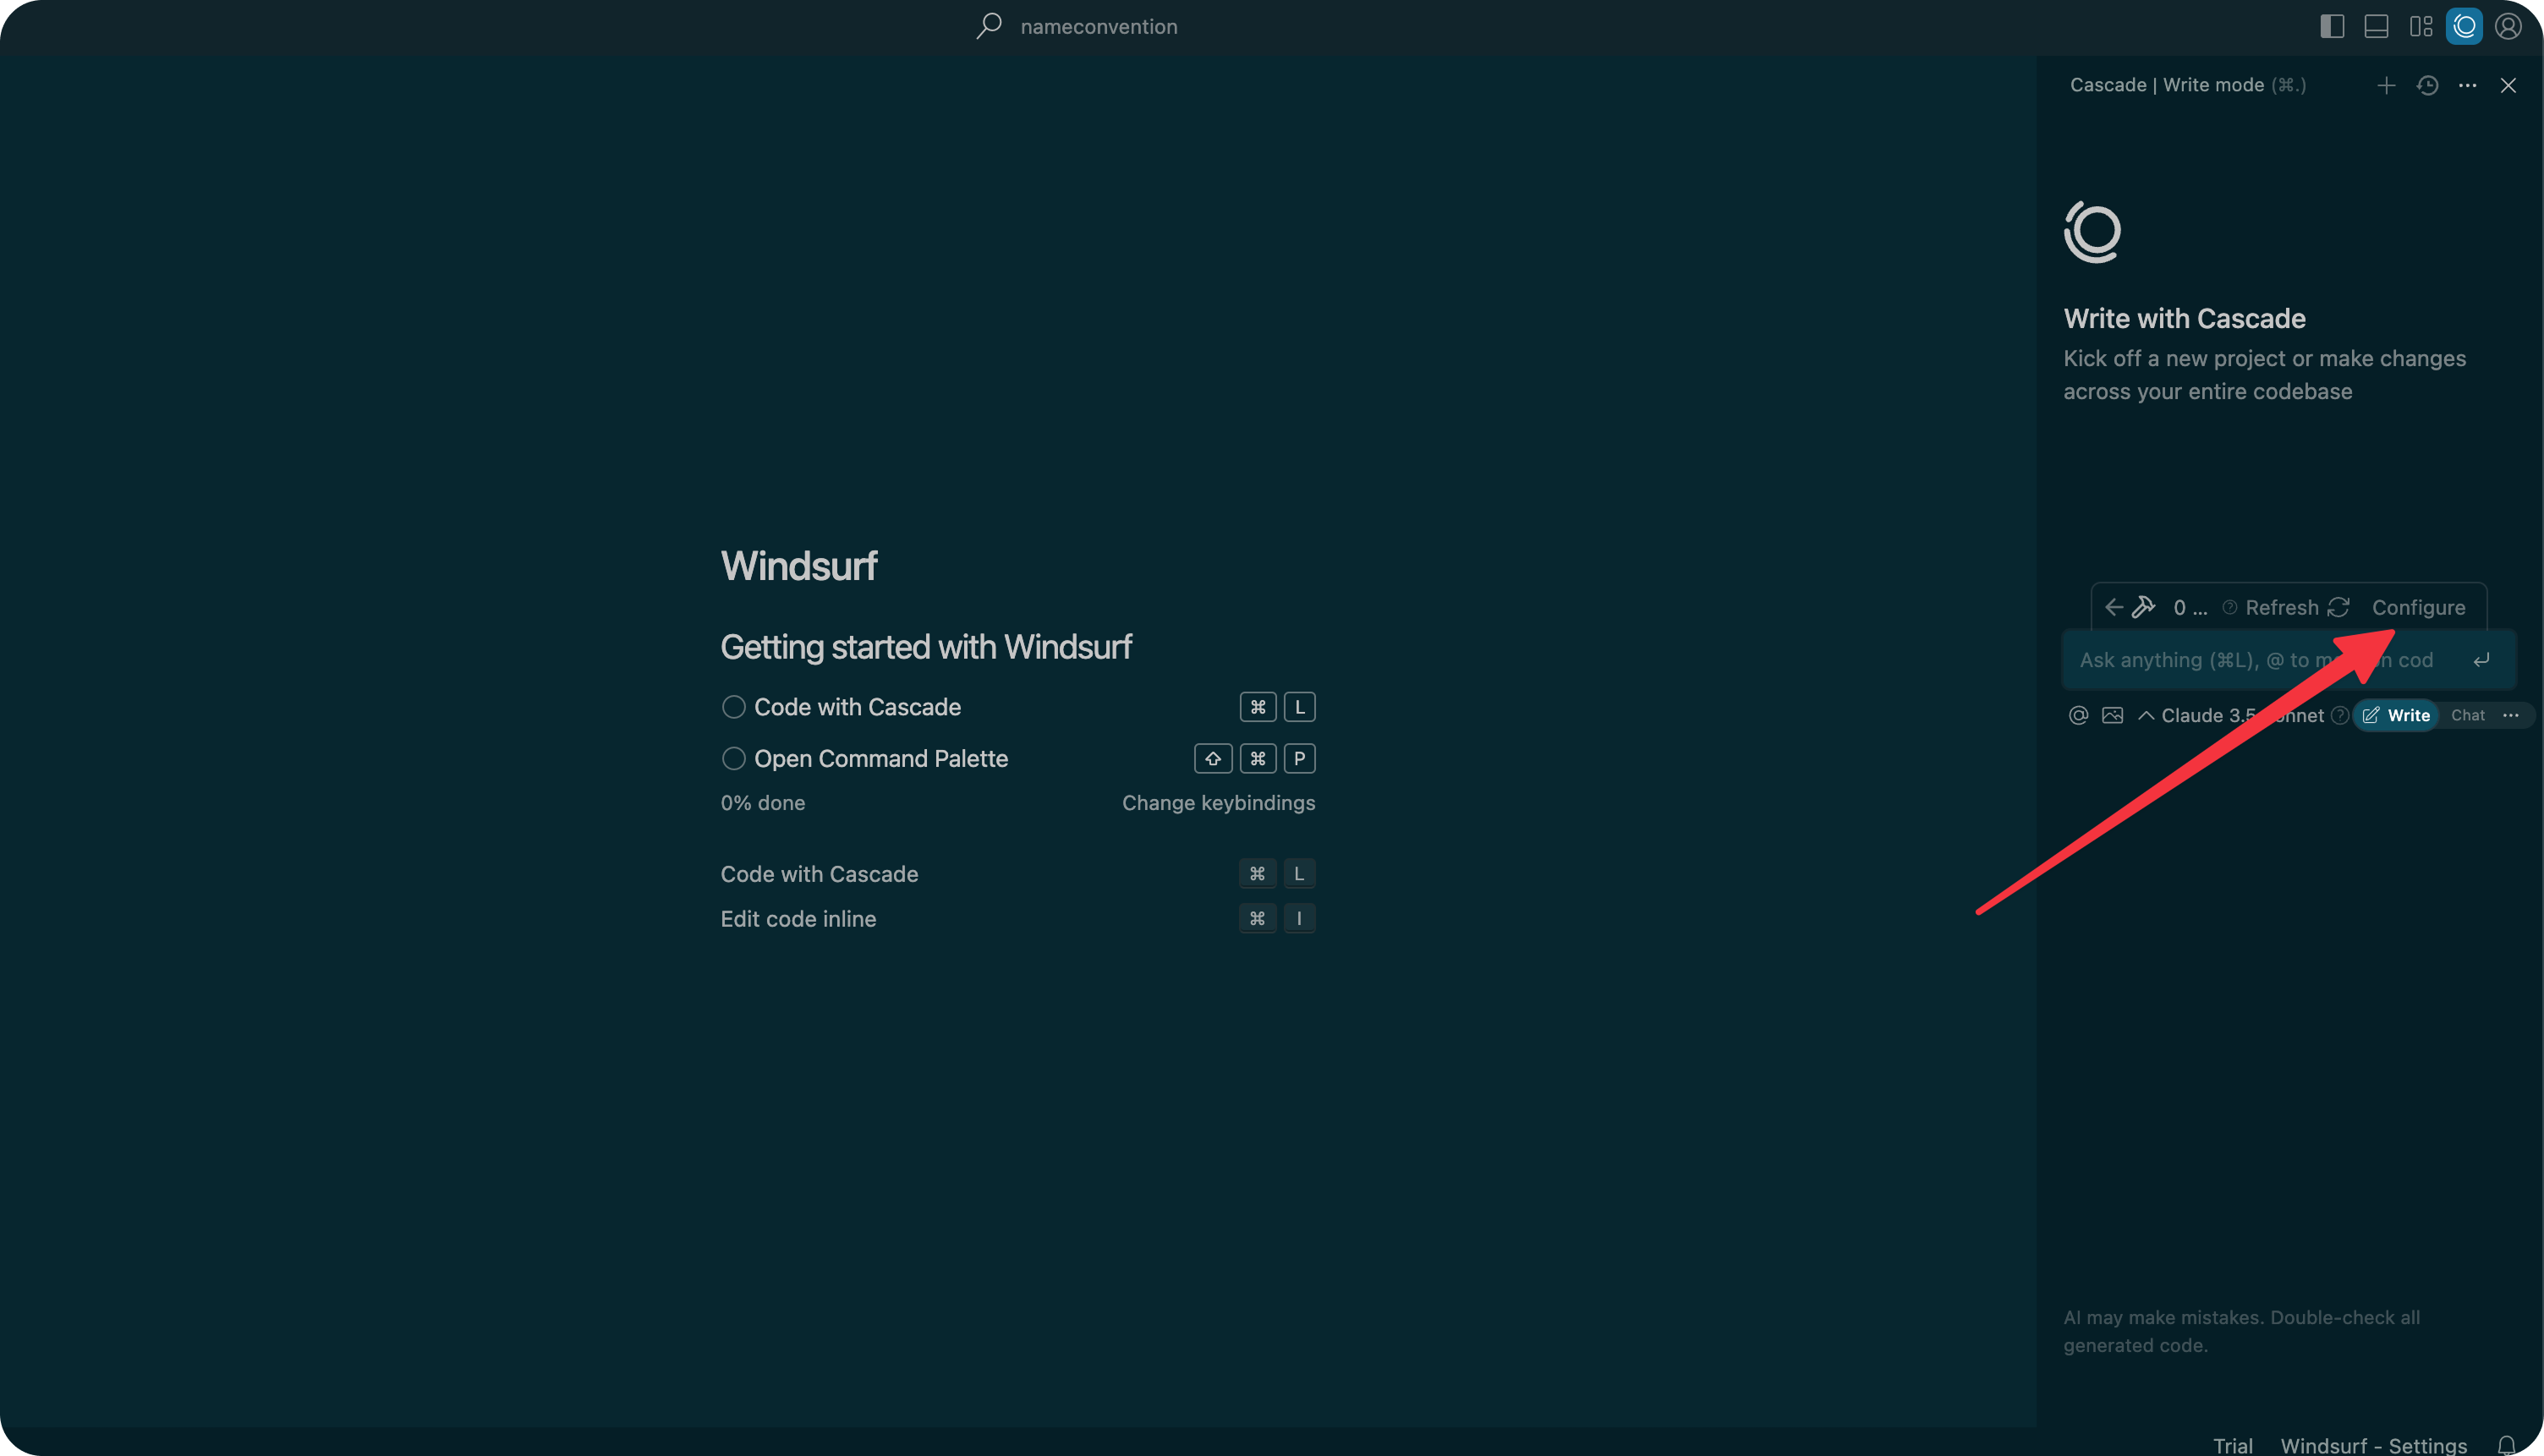 nameconvention
Cascade | Write mode (⌘.)
Write with Cascade
Kick off a new project or make changes
across your entire codebase
0 ... Refresh Configure
Ask anything (⌘L), @ to cod
Claude 3.5 Write Chat
Windsurf
Getting started with Windsurf
Code with Cascade ⌘ L
Open Command Palette ⇧ ⌘ P
0% done Change keybindings
Code with Cascade ⌘ L
Edit code inline ⌘ I
AI may make mistakes. Double-check all
generated code.
Trial Windsurf - Settings